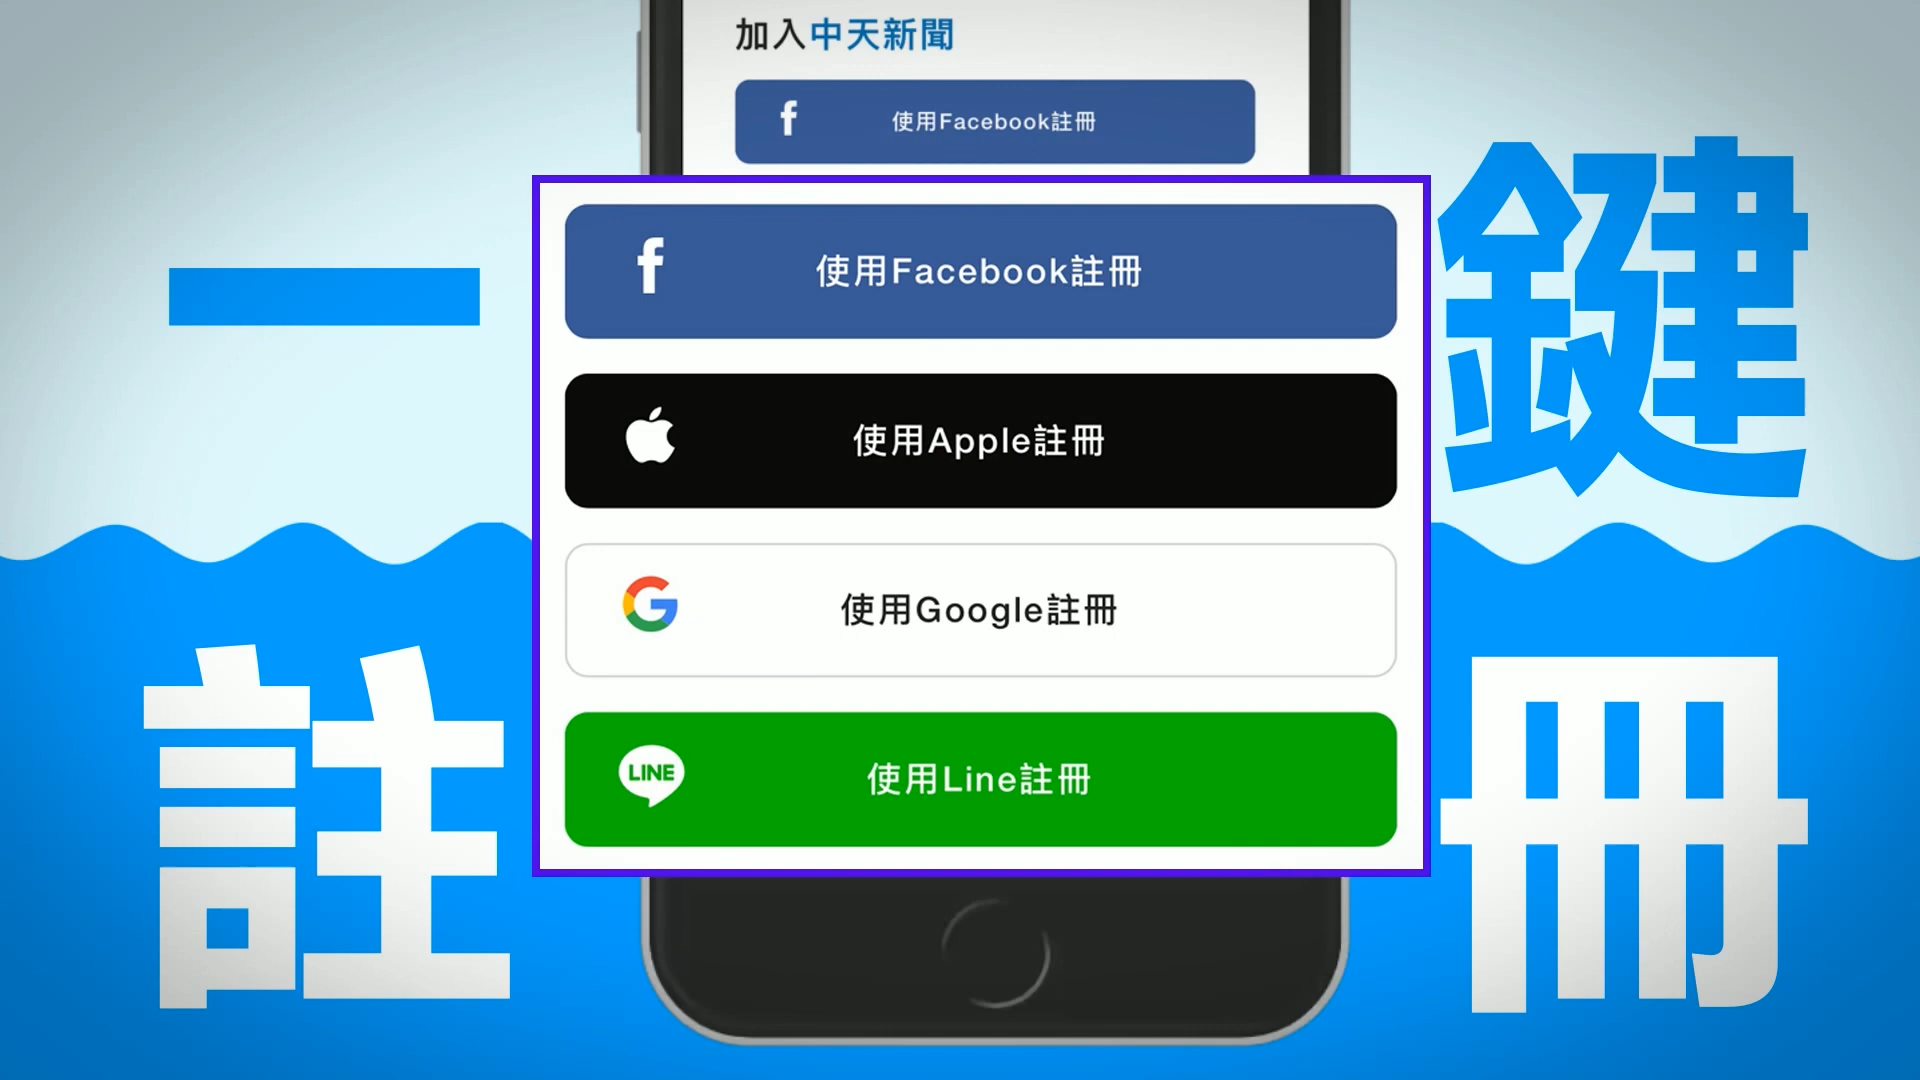 加入中天新聞
f 使用Facebook註冊
一鍵
f 使用Facebook註冊
使用Apple註冊
G 使用Google註冊
LINE 使用Line註冊
註冊